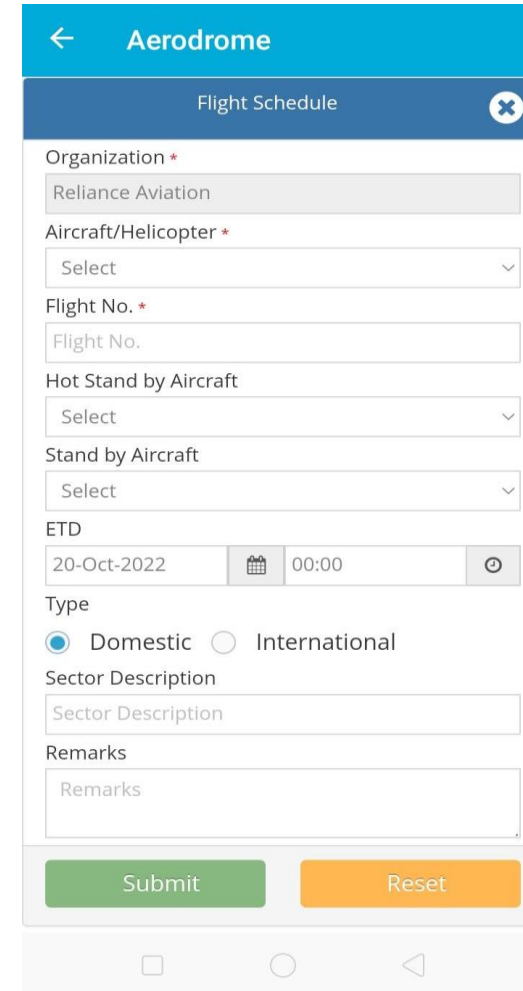 Aerodrome
Flight Schedule
Organization *
Reliance Aviation
Aircraft/Helicopter *
Select
Flight No. *
Flight No.
Hot Stand by Aircraft
Select
Stand by Aircraft
Select
ETD
20-Oct-2022 00:00
Type
Domestic International
Sector Description
Sector Description
Remarks
Remarks
Submit Reset